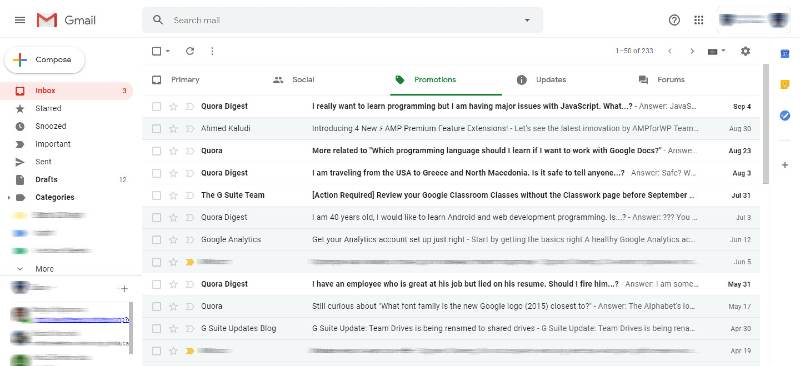 Gmail
Search mail
Compose
1–50 of 233
Primary Social Promotions Updates Forums
Inbox 3
Starred
Snoozed
Important
Sent
Drafts 12
Categories
More
Quora Digest I really want to learn programming but I am having major issues with JavaScript. What...? - Answer: JavaS... Sep 4
Ahmed Kaludi Introducing 4 New ⚡ AMP Premium Feature Extensions! - Let's see the latest innovation by AMPforWP Team... Aug 30
Quora More related to "Which programming language should I learn if I want to work with Google Docs?" - Answe... Aug 23
Quora Digest I am traveling from the USA to Greece and North Macedonia. Is it safe to tell anyone...? - Answer: Safe? W... Aug 3
The G Suite Team [Action Required] Review your Google Classroom Classes without the Classwork page before September ... Jul 31
Quora Digest I am 40 years old, I would like to learn Android and web development programming. Is...? - Answer: ??? You ... Jul 3
Google Analytics Get your Analytics account set up just right - Start by getting the basics right A healthy Google Analytics ac... Jun 12
Jun 5
Quora Digest I have an employee who is great at his job but lied on his resume. Should I fire him...? - Answer: I am some... May 31
Quora Still curious about "What font family is the new Google logo (2015) closest to?" - Answer: The Alphabet's lo... May 17
G Suite Updates Blog G Suite Update: Team Drives is being renamed to shared drives - G Suite Update: Team Drives is being rena... Apr 30
Apr 19